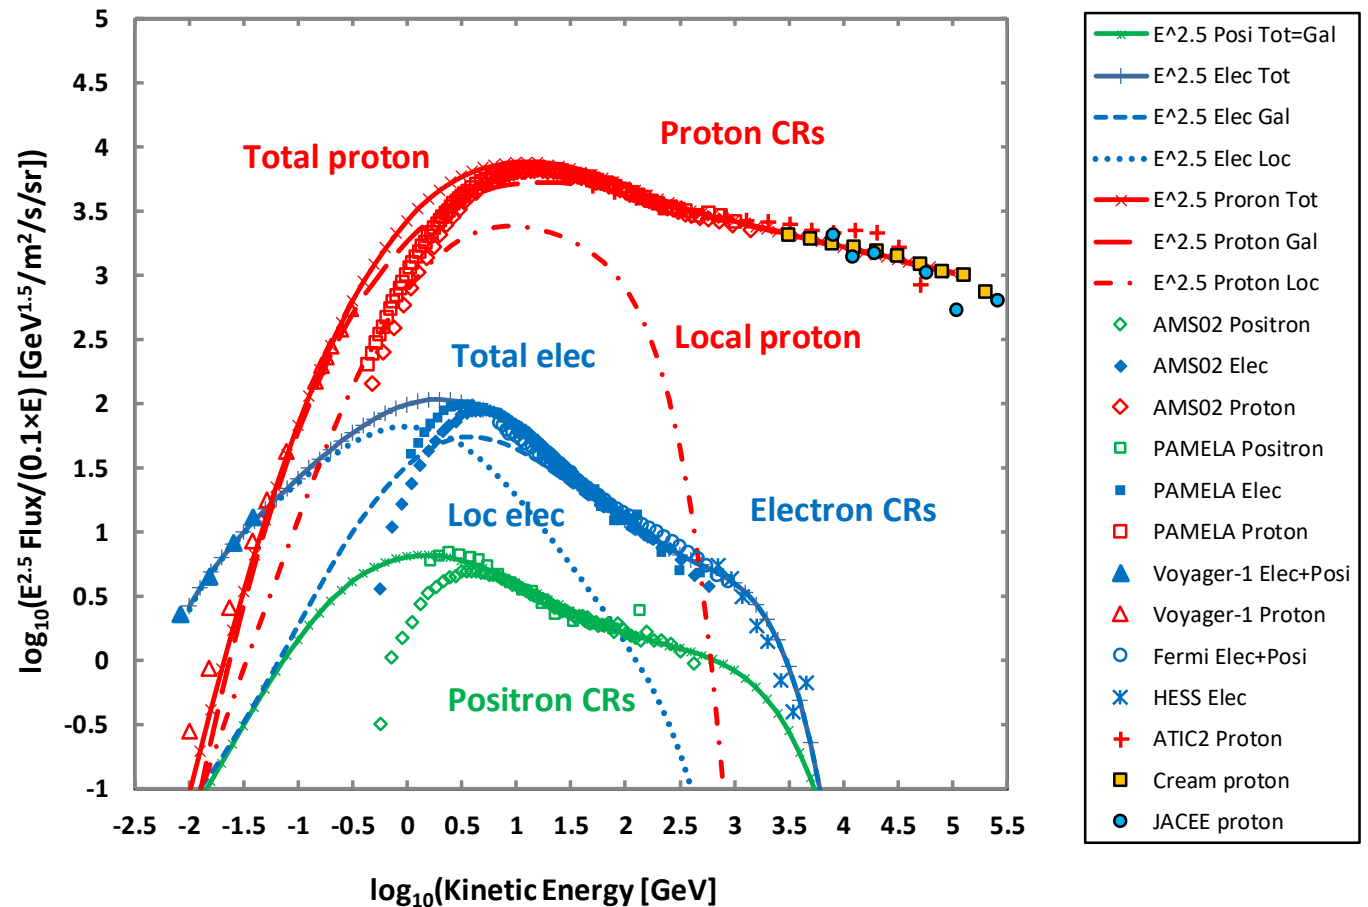 5
4.5
4
3.5
3
2.5
2
1.5
1
0.5
0
-0.5
-1
-2.5 -2 -1.5 -1 -0.5 0 0.5 1 1.5 2 2.5 3 3.5 4 4.5 5 5.5
log₁₀(E^2.5 Flux/(0.1×E) [GeV^1.5/m²/s/sr])
log₁₀(Kinetic Energy [GeV]
Total proton
Proton CRs
Local proton
Total elec
Loc elec
Electron CRs
Positron CRs
E^2.5 Posi Tot=Gal
E^2.5 Elec Tot
E^2.5 Elec Gal
E^2.5 Elec Loc
E^2.5 Proron Tot
E^2.5 Proton Gal
E^2.5 Proton Loc
AMS02 Positron
AMS02 Elec
AMS02 Proton
PAMELA Positron
PAMELA Elec
PAMELA Proton
Voyager-1 Elec+Posi
Voyager-1 Proton
Fermi Elec+Posi
HESS Elec
ATIC2 Proton
Cream proton
JACEE proton